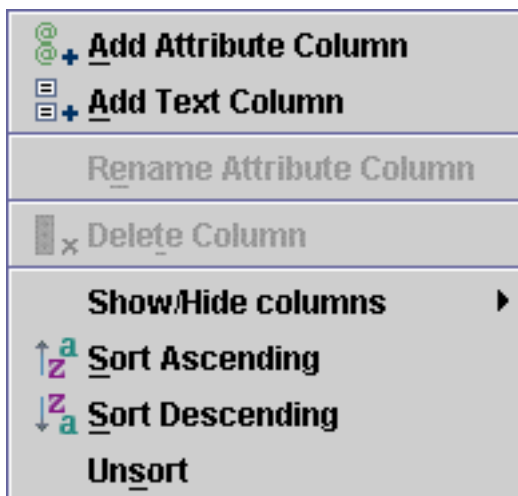 Add Attribute Column
Add Text Column
Rename Attribute Column
Delete Column
Show/Hide columns
Sort Ascending
Sort Descending
Unsort